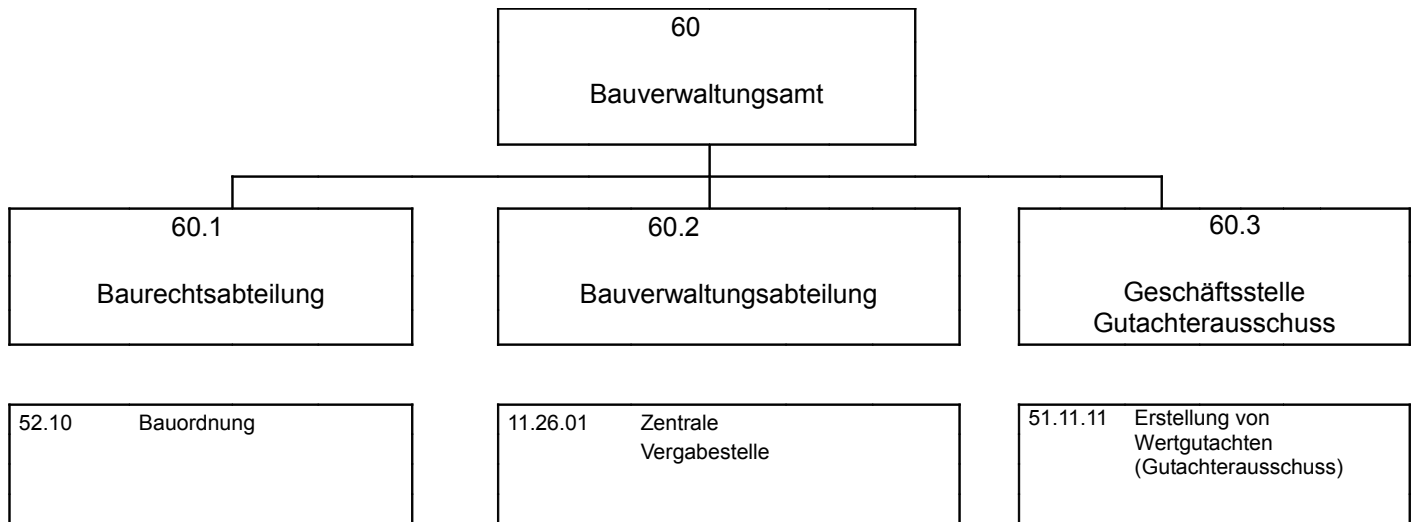 60
Bauverwaltungsamt
60.1
Baurechtsabteilung
60.2
Bauverwaltungsabteilung
60.3
Geschäftsstelle
Gutachterausschuss
52.10 Bauordnung
11.26.01 Zentrale
Vergabestelle
51.11.11 Erstellung von
Wertgutachten
(Gutachterausschuss)